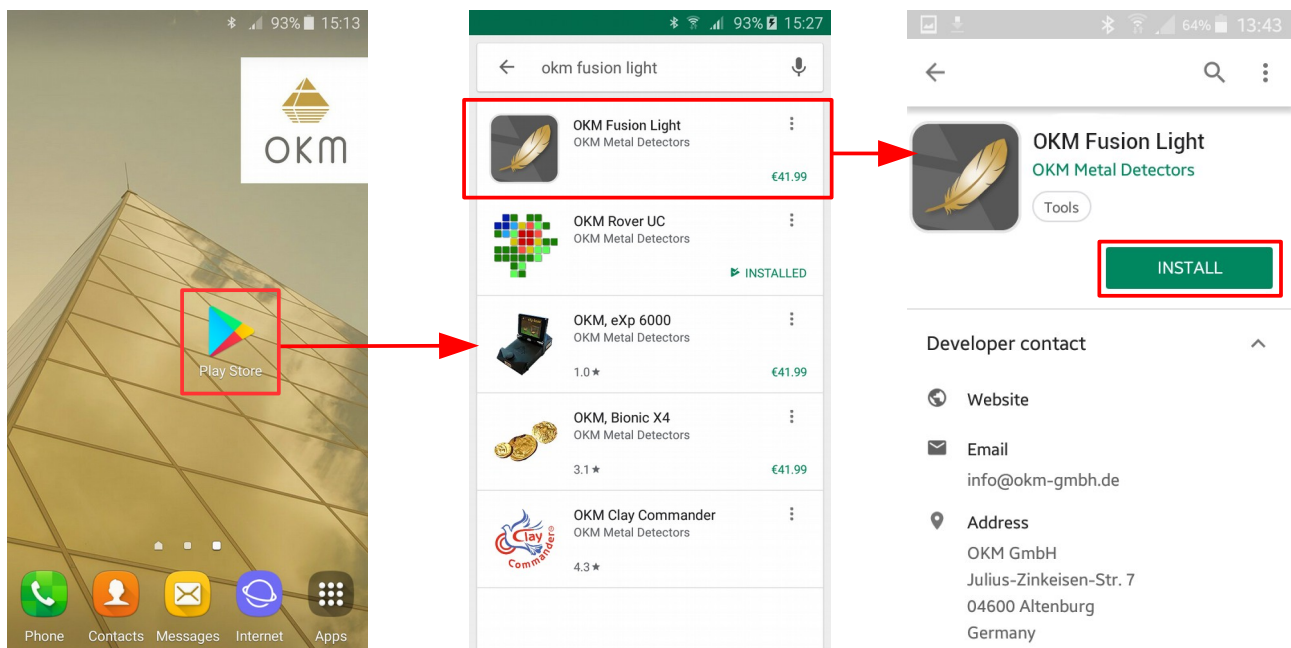 93% 15:13
OKM
Play Store
Phone Contacts Messages Internet Apps
93% 15:27
okm fusion light
OKM Fusion Light
OKM Metal Detectors
€41.99
OKM Rover UC
OKM Metal Detectors
INSTALLED
OKM, eXp 6000
OKM Metal Detectors
1.0★ €41.99
OKM, Bionic X4
OKM Metal Detectors
3.1★ €41.99
Clay
Commander®
OKM Clay Commander
OKM Metal Detectors
4.3★
64% 13:43
OKM Fusion Light
OKM Metal Detectors
Tools
INSTALL
Developer contact
Website
Email
info@okm-gmbh.de
Address
OKM GmbH
Julius-Zinkeisen-Str. 7
04600 Altenburg
Germany